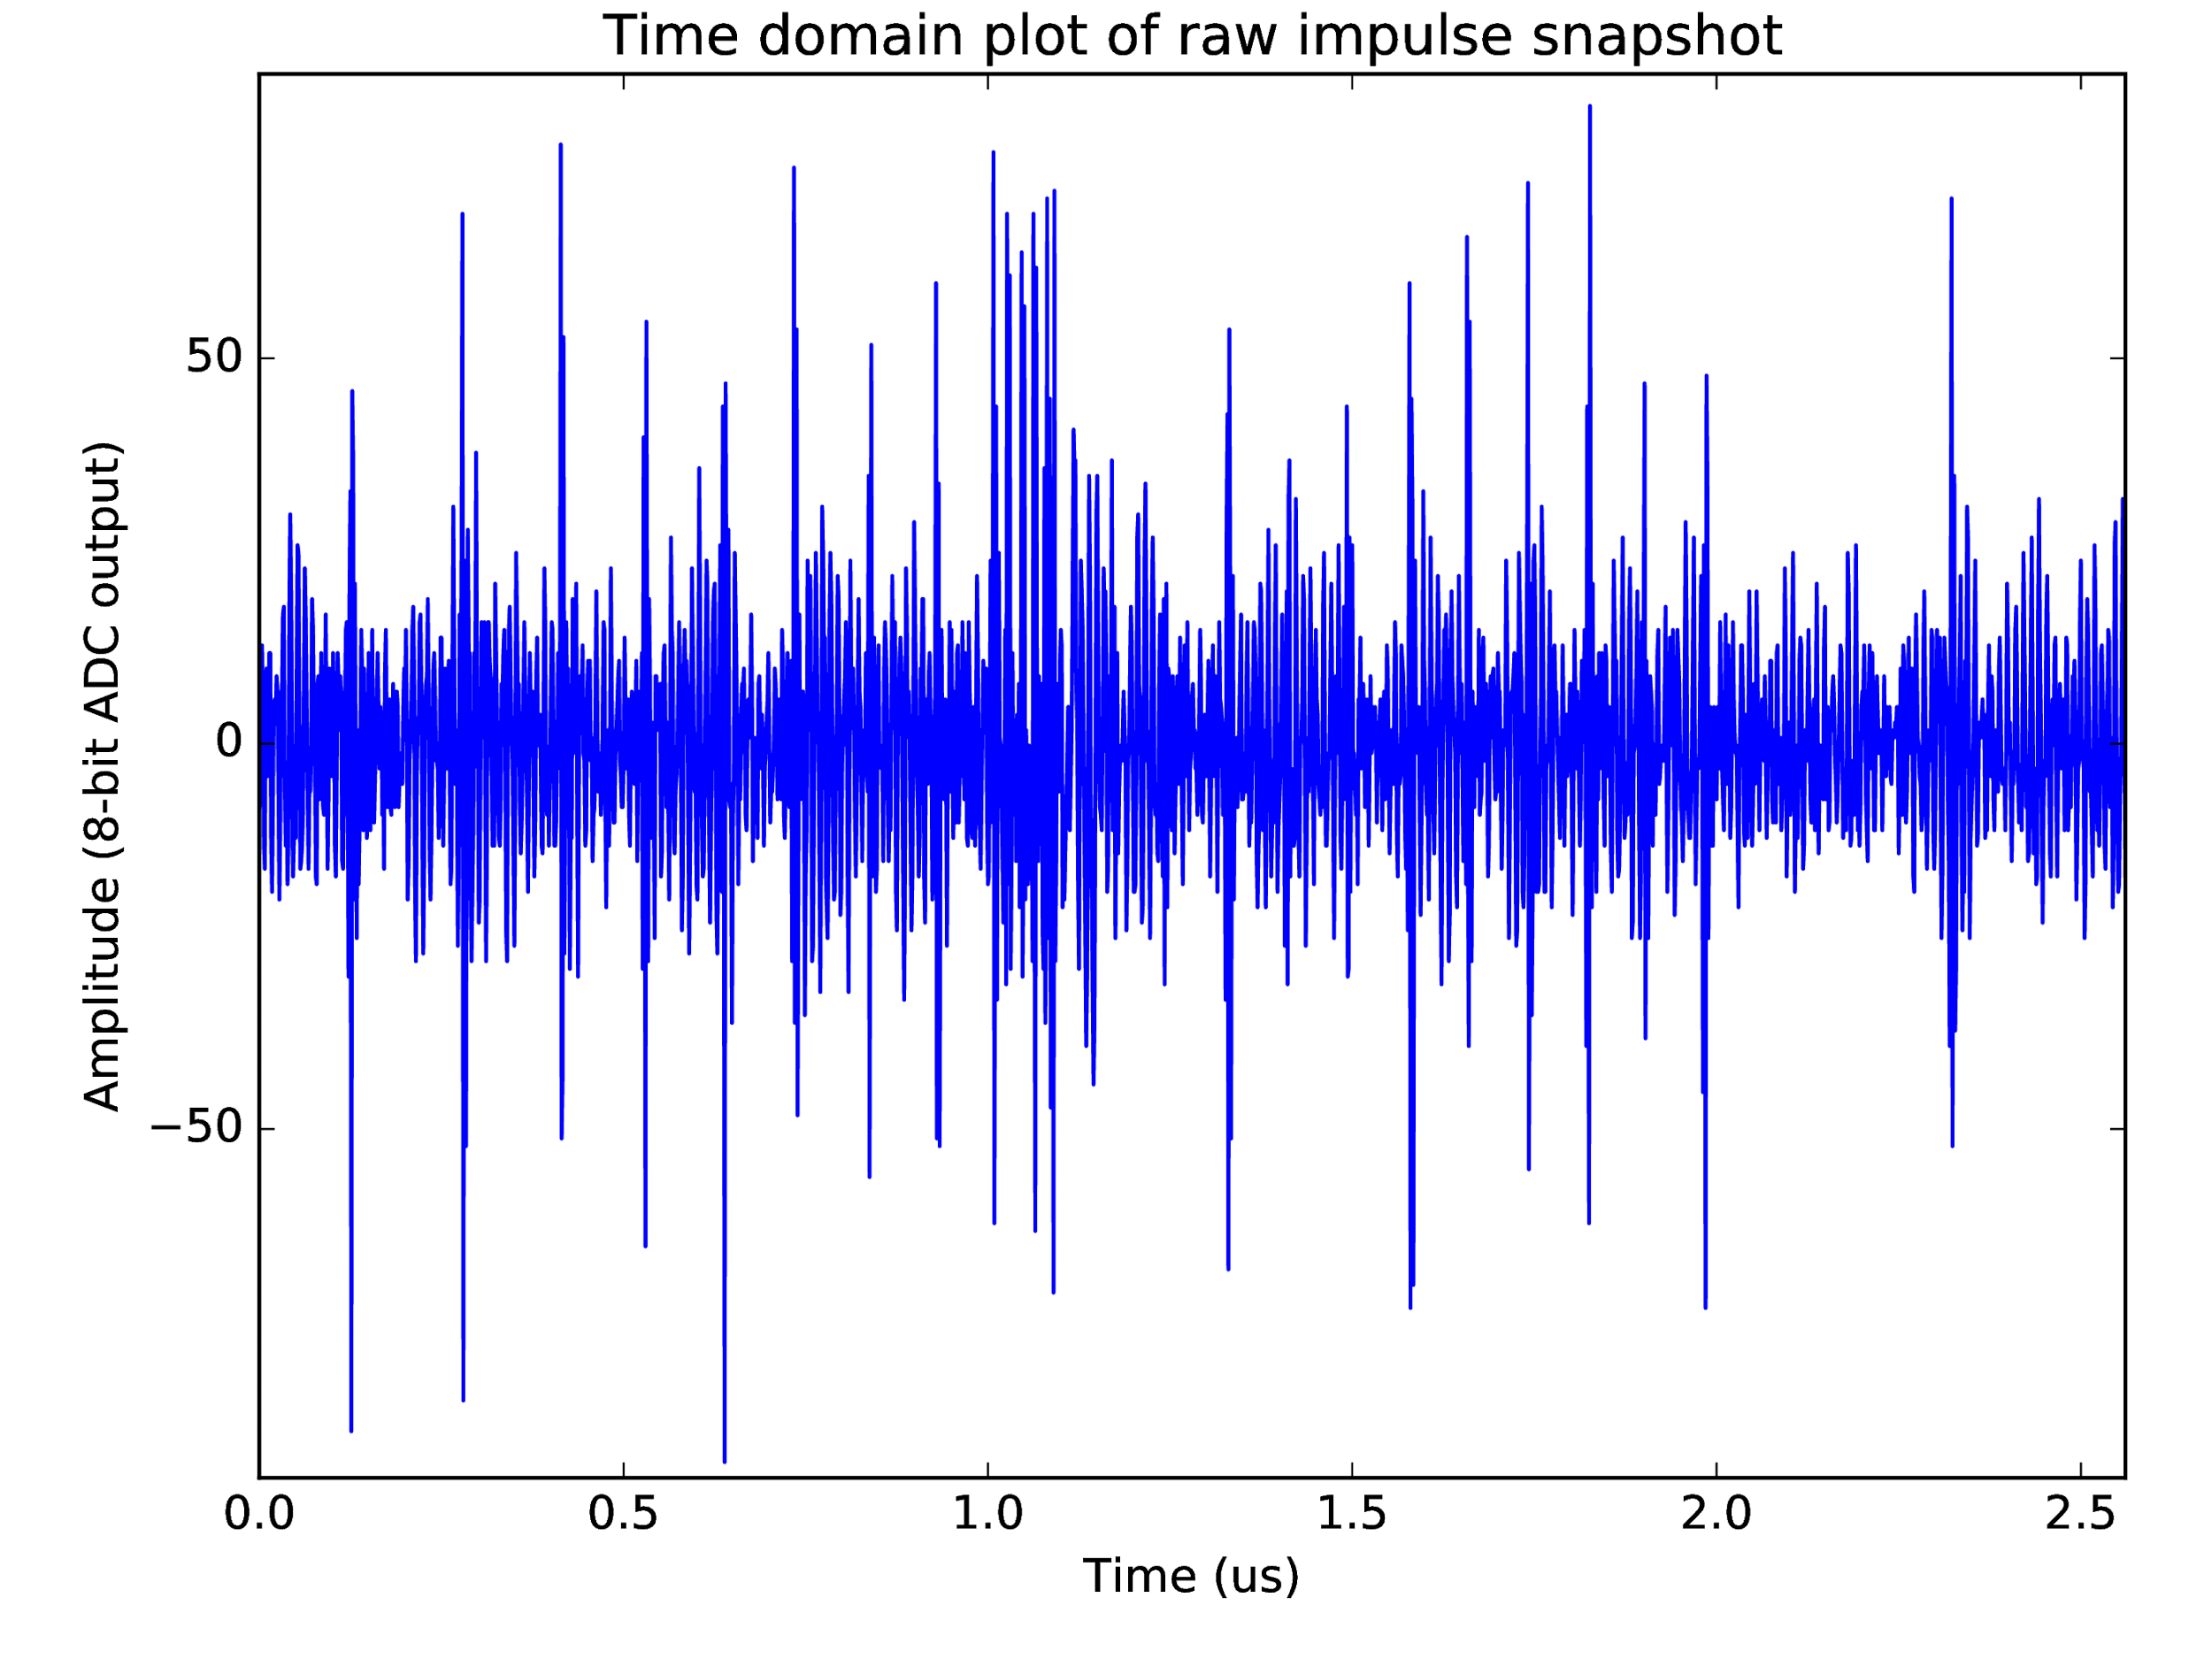 Time domain plot of raw impulse snapshot
Amplitude (8-bit ADC output)
50
0
−50
0.0 0.5 1.0 1.5 2.0 2.5
Time (us)